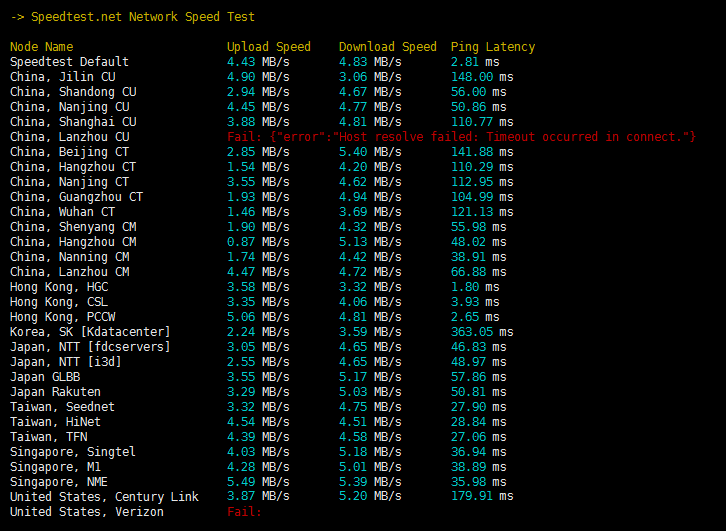 -> Speedtest.net Network Speed Test
Node Name Upload Speed Download Speed Ping Latency
Speedtest Default 4.43 MB/s 4.83 MB/s 2.81 ms
China, Jilin CU 4.90 MB/s 3.06 MB/s 148.00 ms
China, Shandong CU 2.94 MB/s 4.67 MB/s 56.00 ms
China, Nanjing CU 4.45 MB/s 4.77 MB/s 50.86 ms
China, Shanghai CU 3.88 MB/s 4.81 MB/s 110.77 ms
China, Lanzhou CU Fail: {"error":"Host resolve failed: Timeout occurred in connect."}
China, Beijing CT 2.85 MB/s 5.40 MB/s 141.88 ms
China, Hangzhou CT 1.54 MB/s 4.20 MB/s 110.29 ms
China, Nanjing CT 3.55 MB/s 4.62 MB/s 112.95 ms
China, Guangzhou CT 1.93 MB/s 4.94 MB/s 104.99 ms
China, Wuhan CT 1.46 MB/s 3.69 MB/s 121.13 ms
China, Shenyang CM 1.90 MB/s 4.32 MB/s 55.98 ms
China, Hangzhou CM 0.87 MB/s 5.13 MB/s 48.02 ms
China, Nanning CM 1.74 MB/s 4.42 MB/s 38.91 ms
China, Lanzhou CM 4.47 MB/s 4.72 MB/s 66.88 ms
Hong Kong, HGC 3.58 MB/s 3.32 MB/s 1.80 ms
Hong Kong, CSL 3.35 MB/s 4.06 MB/s 3.93 ms
Hong Kong, PCCW 5.06 MB/s 4.81 MB/s 2.65 ms
Korea, SK [Kdatacenter] 2.24 MB/s 3.59 MB/s 363.05 ms
Japan, NTT [fdcservers] 3.05 MB/s 4.65 MB/s 46.83 ms
Japan, NTT [i3d] 2.55 MB/s 4.65 MB/s 48.97 ms
Japan GLBB 3.55 MB/s 5.17 MB/s 57.86 ms
Japan Rakuten 3.29 MB/s 5.03 MB/s 50.81 ms
Taiwan, Seednet 3.32 MB/s 4.75 MB/s 27.90 ms
Taiwan, HiNet 4.54 MB/s 4.51 MB/s 28.84 ms
Taiwan, TFN 4.39 MB/s 4.58 MB/s 27.06 ms
Singapore, Singtel 4.03 MB/s 5.18 MB/s 36.94 ms
Singapore, M1 4.28 MB/s 5.01 MB/s 38.89 ms
Singapore, NME 5.49 MB/s 5.39 MB/s 35.98 ms
United States, Century Link 3.87 MB/s 5.20 MB/s 179.91 ms
United States, Verizon Fail: